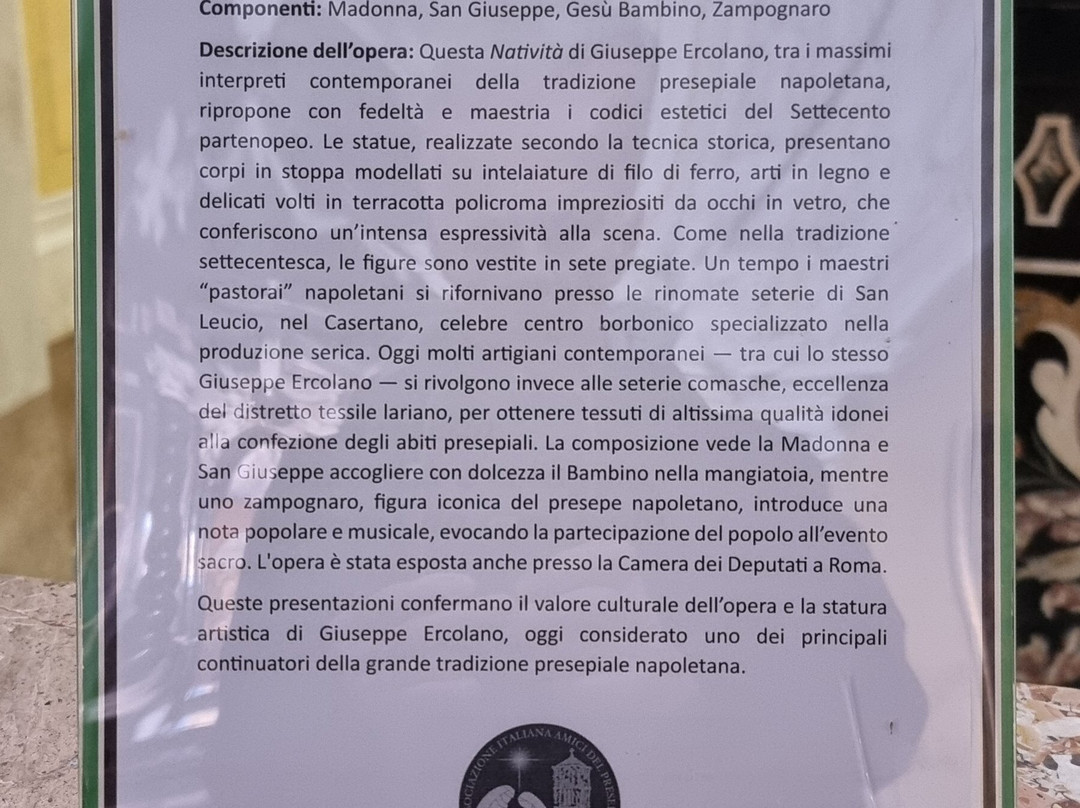 Componenti: Madonna, San Giuseppe, Gesù Bambino, Zampognaro
Descrizione dell’opera: Questa Natività di Giuseppe Ercolano, tra i massimi
interpreti contemporanei della tradizione presepiale napoletana,
ripropone con fedeltà e maestria i codici estetici del Settecento
partenopeo. Le statue, realizzate secondo la tecnica storica, presentano
corpi in stoppa modellati su intelaiature di filo di ferro, arti in legno e
delicati volti in terracotta policroma impreziositi da occhi in vetro, che
conferiscono un’intensa espressività alla scena. Come nella tradizione
settecentesca, le figure sono vestite in sete pregiate. Un tempo i maestri
“pastorai” napoletani si rifornivano presso le rinomate seterie di San
Leucio, nel Casertano, celebre centro borbonico specializzato nella
produzione serica. Oggi molti artigiani contemporanei — tra cui lo stesso
Giuseppe Ercolano — si rivolgono invece alle seterie comasche, eccellenza
del distretto tessile lariano, per ottenere tessuti di altissima qualità idonei
alla confezione degli abiti presepiali. La composizione vede la Madonna e
San Giuseppe accogliere con dolcezza il Bambino nella mangiatoia, mentre
uno zampognaro, figura iconica del presepe napoletano, introduce una
nota popolare e musicale, evocando la partecipazione del popolo all’evento
sacro. L'opera è stata esposta anche presso la Camera dei Deputati a Roma.
Queste presentazioni confermano il valore culturale dell’opera e la statura
artistica di Giuseppe Ercolano, oggi considerato uno dei principali
continuatori della grande tradizione presepiale napoletana.
OCIAZIONE ITALIANA AMICI DEL PRESE